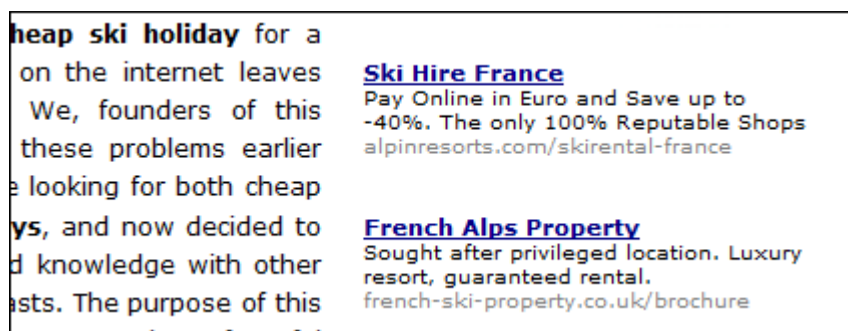 heap ski holiday for a
on the internet leaves
We, founders of this
these problems earlier
looking for both cheap
ys, and now decided to
d knowledge with other
asts. The purpose of this
Ski Hire France
Pay Online in Euro and Save up to
-40%. The only 100% Reputable Shops
alpinresorts.com/skirental-france
French Alps Property
Sought after privileged location. Luxury
resort, guaranteed rental.
french-ski-property.co.uk/brochure